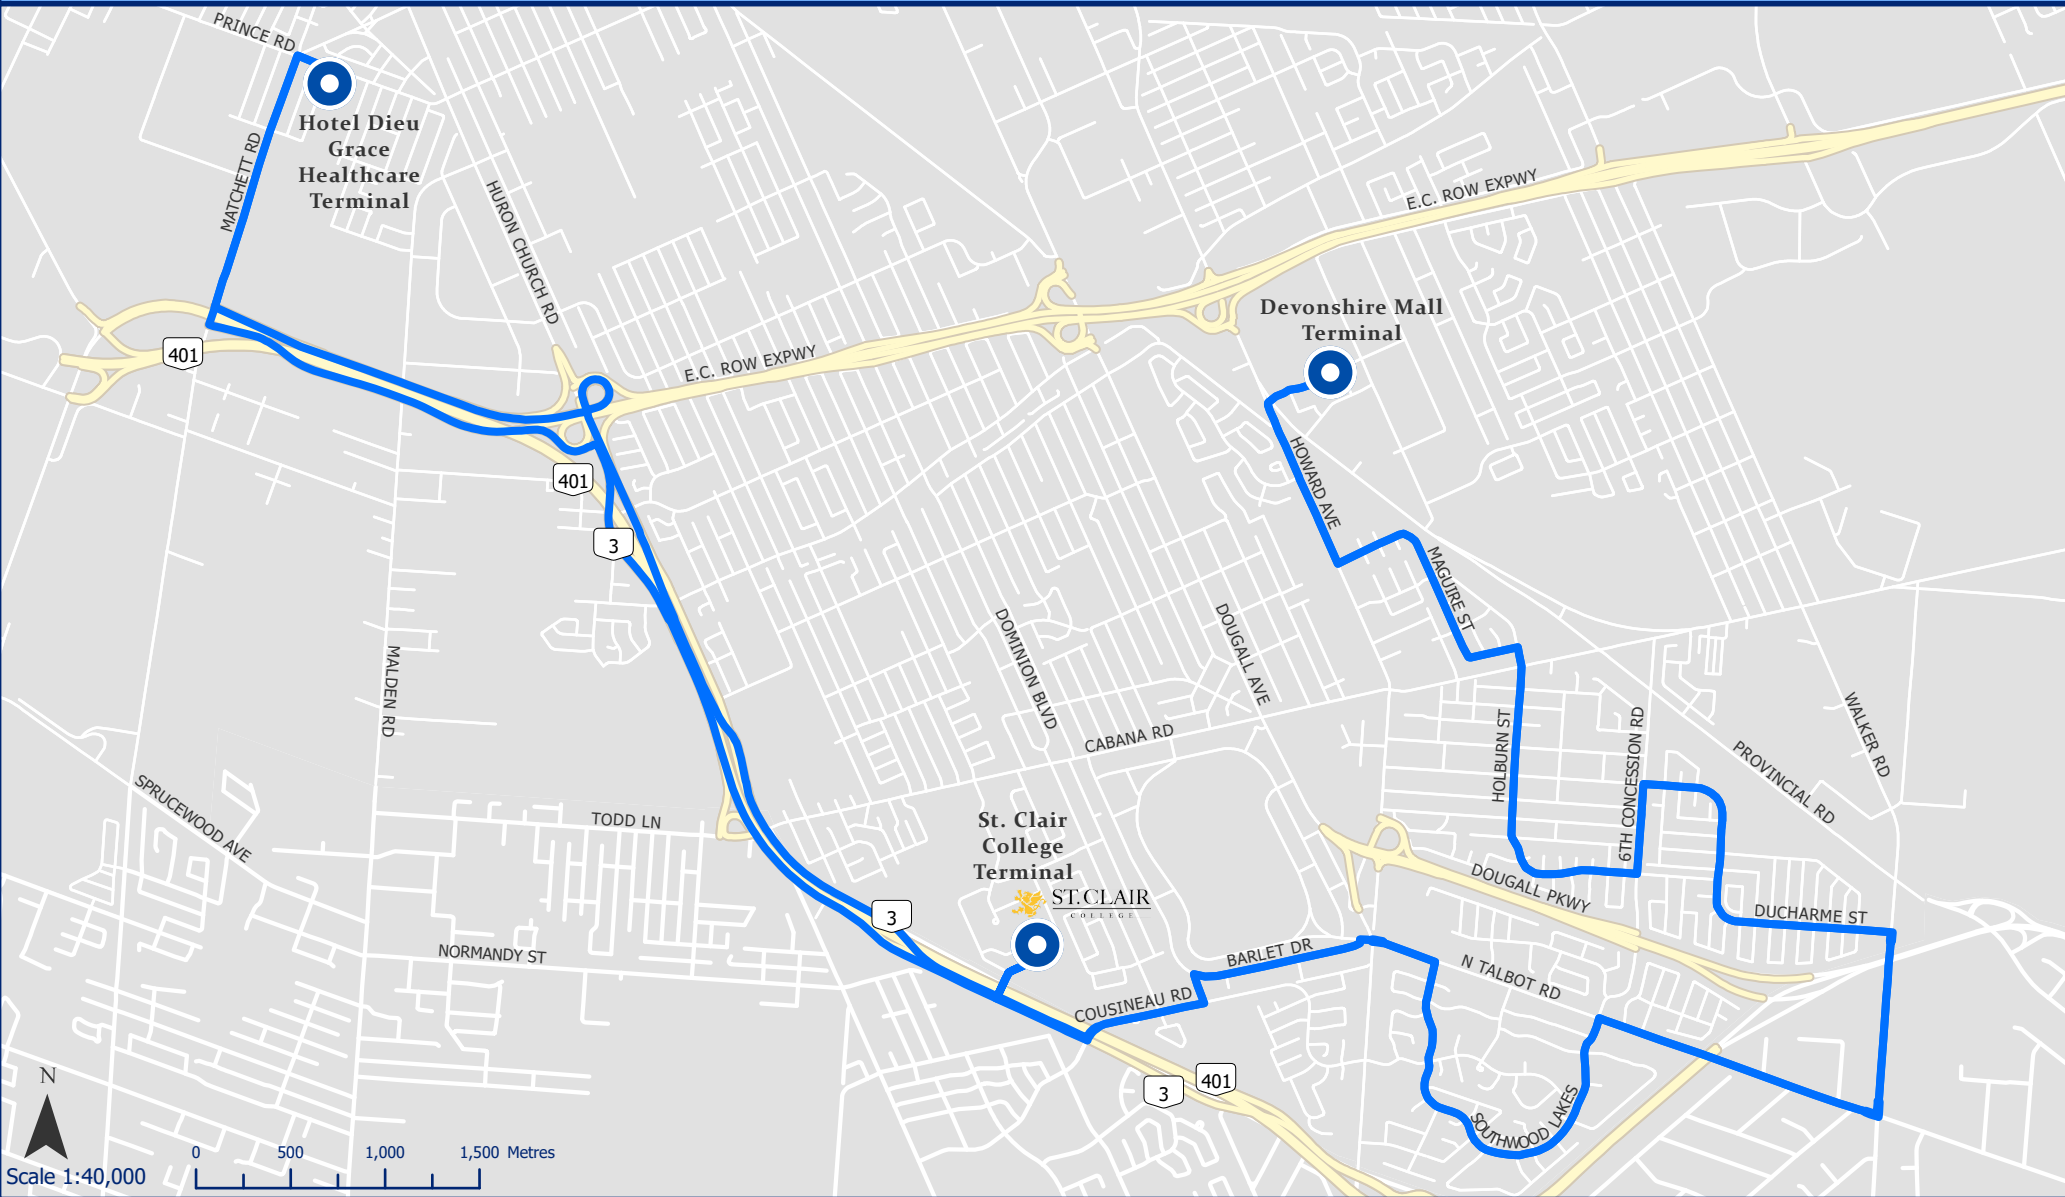 PRINCE RD
Hotel Dieu
Grace
Healthcare
Terminal
MATCHETT RD
HURON CHURCH RD
E.C. ROW EXPWY
Devonshire Mall
Terminal
401
E.C. ROW EXPWY
HOWARD AVE
401
3
MAGUIRE ST
DOMINION BLVD
DOUGALL AVE
MALDEN RD
CABANA RD
HOLBURN ST
6TH CONCESSION RD
WALKER RD
PROVINCIAL RD
SPRUCEWOOD AVE
TODD LN
St. Clair
College
Terminal
ST. CLAIR
COLLEGE
DOUGALL PKWY
DUCHARME ST
3
NORMANDY ST
BARLET DR
N TALBOT RD
COUSINEAU RD
401
3
SOUTHWOOD LAKES
N
0 500 1,000 1,500 Metres
Scale 1:40,000